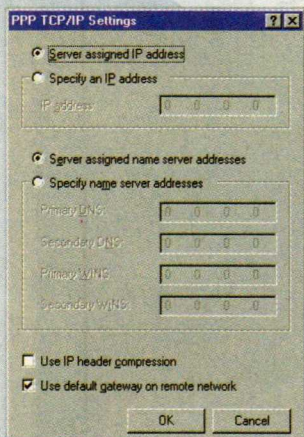 PPP TCP/IP Settings
Server assigned IP address
Specify an IP address
IP address: 0 . 0 . 0 . 0
Server assigned name server addresses
Specify name server addresses
Primary DNS: 0 . 0 . 0 . 0
Secondary DNS: 0 . 0 . 0 . 0
Primary WINS: 0 . 0 . 0 . 0
Secondary WINS: 0 . 0 . 0 . 0
Use IP header compression
Use default gateway on remote network
OK Cancel